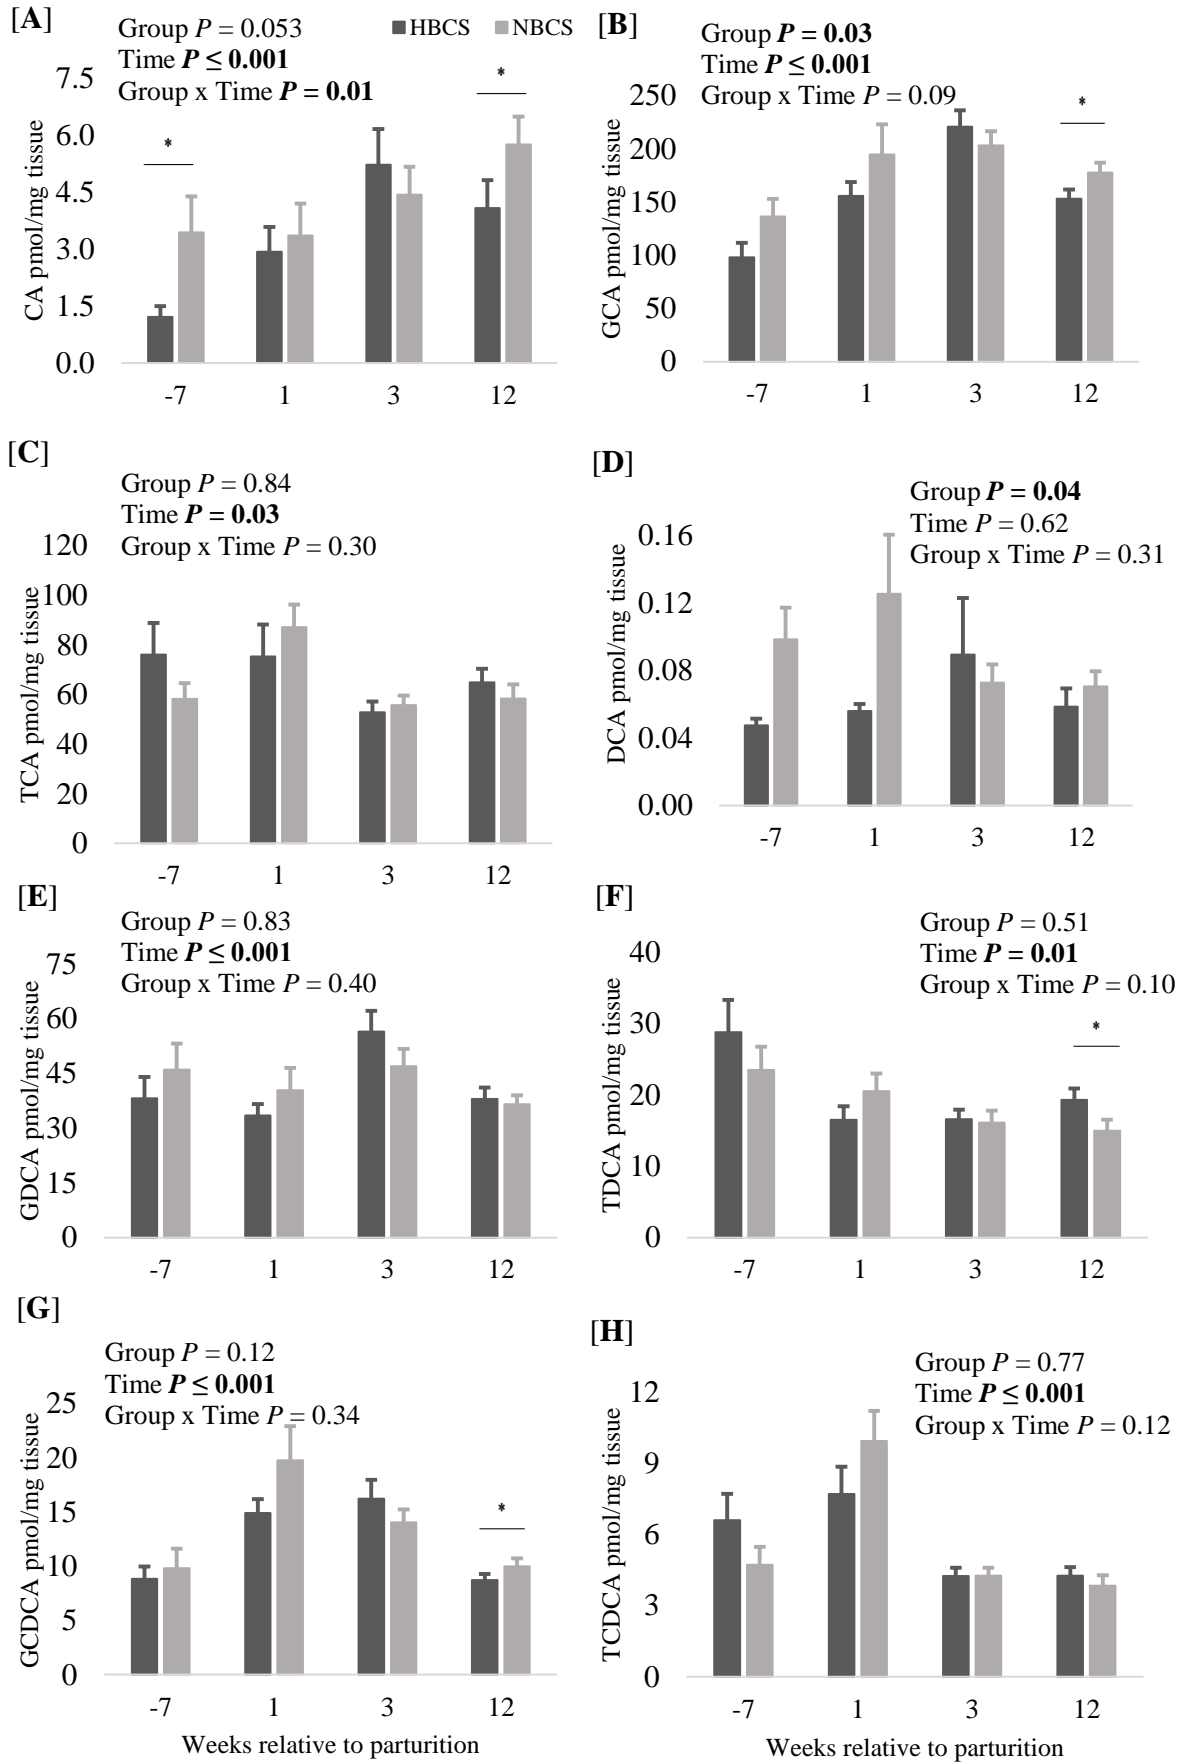 [A]
Group P = 0.053
Time P ≤ 0.001
Group x Time P = 0.01
HBCS NBCS
*
*
CA pmol/mg tissue
7.5
6.0
4.5
3.0
1.5
0.0
-7 1 3 12
[B]
Group P = 0.03
Time P ≤ 0.001
Group x Time P = 0.09
*
GCA pmol/mg tissue
250
200
150
100
50
0
-7 1 3 12
[C]
Group P = 0.84
Time P = 0.03
Group x Time P = 0.30
TCA pmol/mg tissue
120
100
80
60
40
20
0
-7 1 3 12
[D]
Group P = 0.04
Time P = 0.62
Group x Time P = 0.31
DCA pmol/mg tissue
0.16
0.12
0.08
0.04
0.00
-7 1 3 12
[E]
Group P = 0.83
Time P ≤ 0.001
Group x Time P = 0.40
GDCA pmol/mg tissue
75
60
45
30
15
0
-7 1 3 12
[F]
Group P = 0.51
Time P = 0.01
Group x Time P = 0.10
*
TDCA pmol/mg tissue
40
30
20
10
0
-7 1 3 12
[G]
Group P = 0.12
Time P ≤ 0.001
Group x Time P = 0.34
*
GCDCA pmol/mg tissue
25
20
15
10
5
0
-7 1 3 12
Weeks relative to parturition
[H]
Group P = 0.77
Time P ≤ 0.001
Group x Time P = 0.12
TCDCA pmol/mg tissue
12
9
6
3
0
-7 1 3 12
Weeks relative to parturition